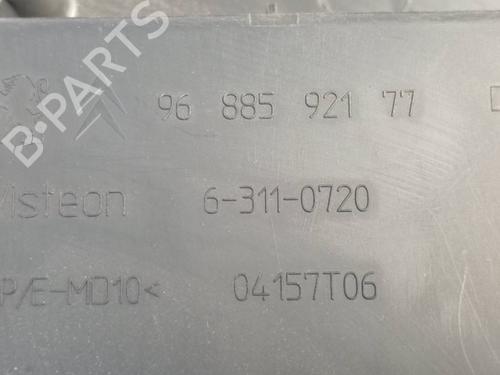 B-PARTS
96 885 921 77
Visteon 6-311-0720
P/E-MD10< 04157T06